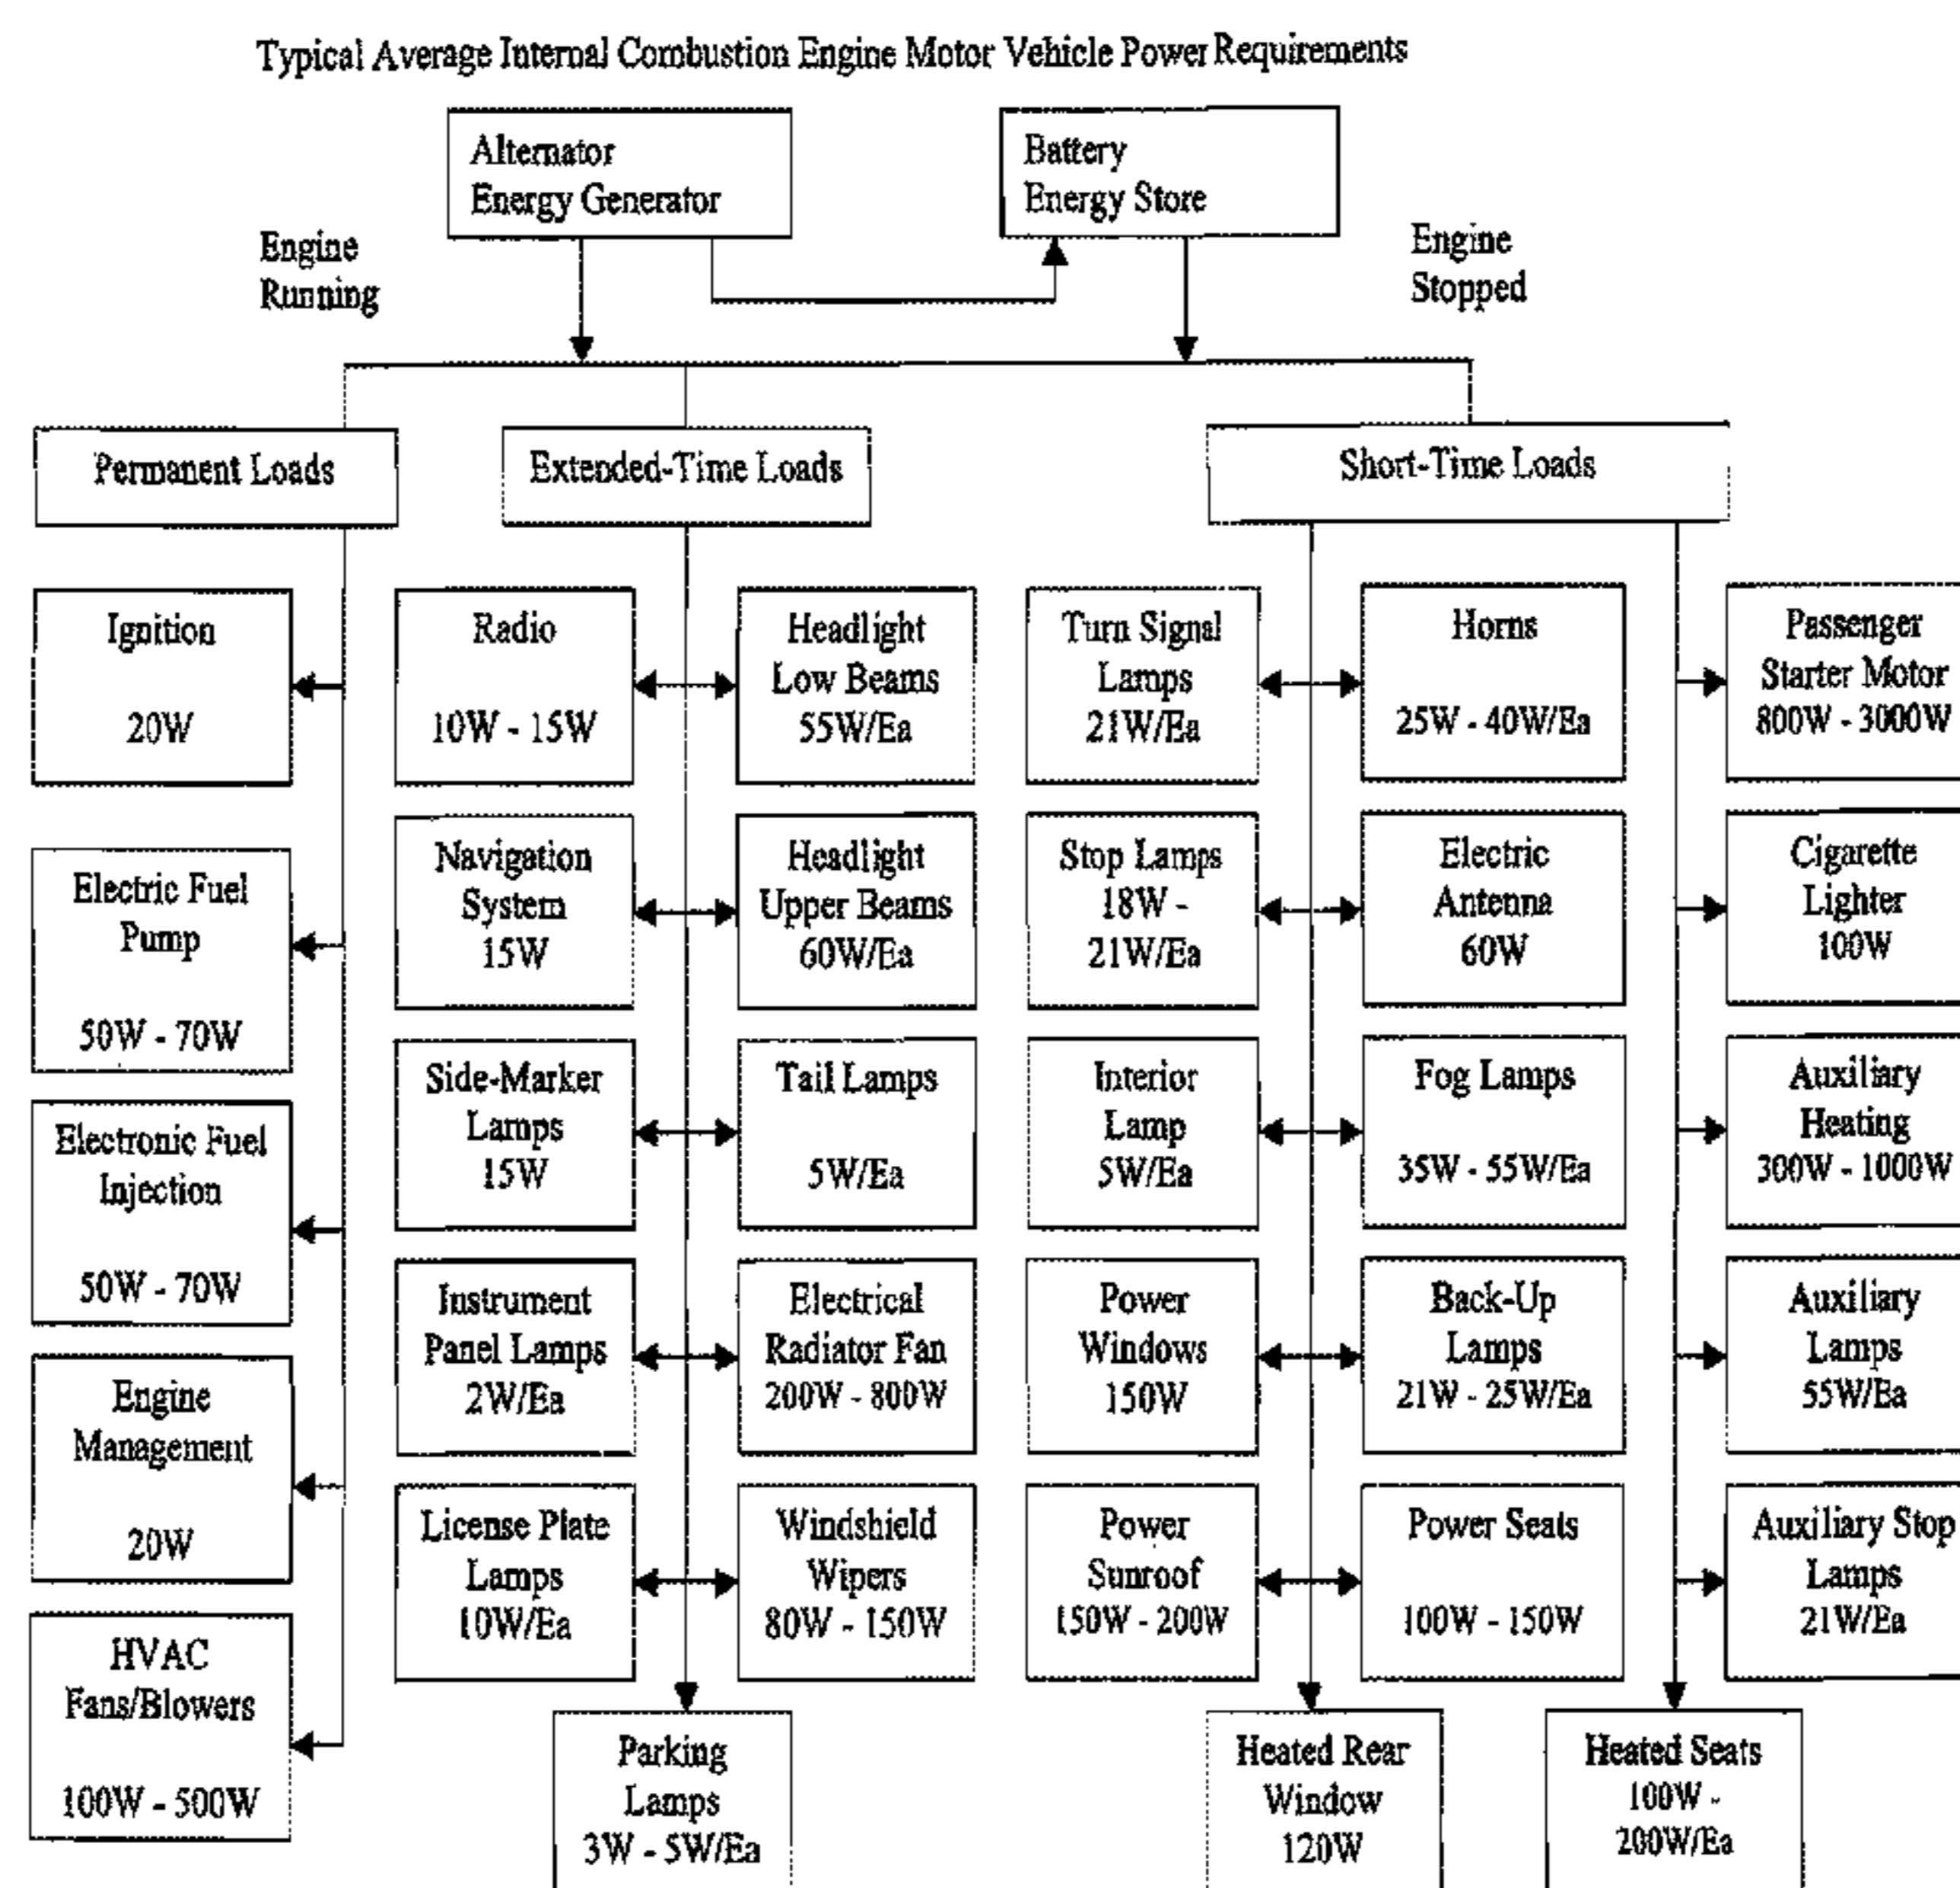 Typical Average Internal Combustion Engine Motor Vehicle Power Requirements
Alternator
Energy Generator
Battery
Energy Store
Engine
Running
Engine
Stopped
Permanent Loads
Extended-Time Loads
Short-Time Loads
Ignition
20W
Electric Fuel
Pump
50W - 70W
Electronic Fuel
Injection
50W - 70W
Engine
Management
20W
HVAC
Fans/Blowers
100W - 500W
Radio
10W - 15W
Navigation
System
15W
Side-Marker
Lamps
15W
Instrument
Panel Lamps
2W/Ea
License Plate
Lamps
10W/Ea
Headlight
Low Beams
55W/Ea
Headlight
Upper Beams
60W/Ea
Tail Lamps
5W/Ea
Electrical
Radiator Fan
200W - 800W
Windshield
Wipers
80W - 150W
Parking
Lamps
3W - 5W/Ea
Turn Signal
Lamps
21W/Ea
Stop Lamps
18W -
21W/Ea
Interior
Lamp
5W/Ea
Power
Windows
150W
Power
Sunroof
150W - 200W
Horns
25W - 40W/Ea
Electric
Antenna
60W
Fog Lamps
35W - 55W/Ea
Back-Up
Lamps
21W - 25W/Ea
Power Seats
100W - 150W
Heated Rear
Window
120W
Passenger
Starter Motor
800W - 3000W
Cigarette
Lighter
100W
Auxiliary
Heating
300W - 1000W
Auxiliary
Lamps
55W/Ea
Auxiliary Stop
Lamps
21W/Ea
Heated Seats
100W -
200W/Ea